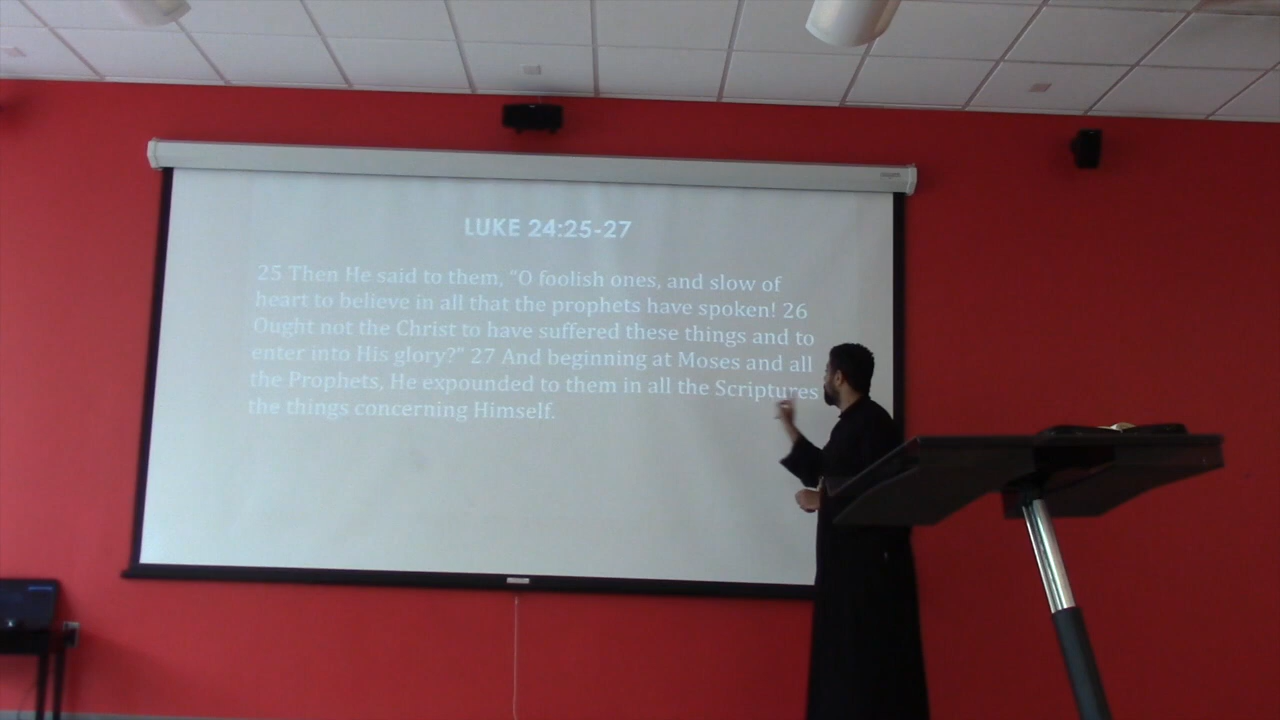 LUKE 24:25-27
25 Then He said to them, “O foolish ones, and slow of
heart to believe in all that the prophets have spoken! 26
Ought not the Christ to have suffered these things and to
enter into His glory?” 27 And beginning at Moses and all
the Prophets, He expounded to them in all the Scriptures
the things concerning Himself.